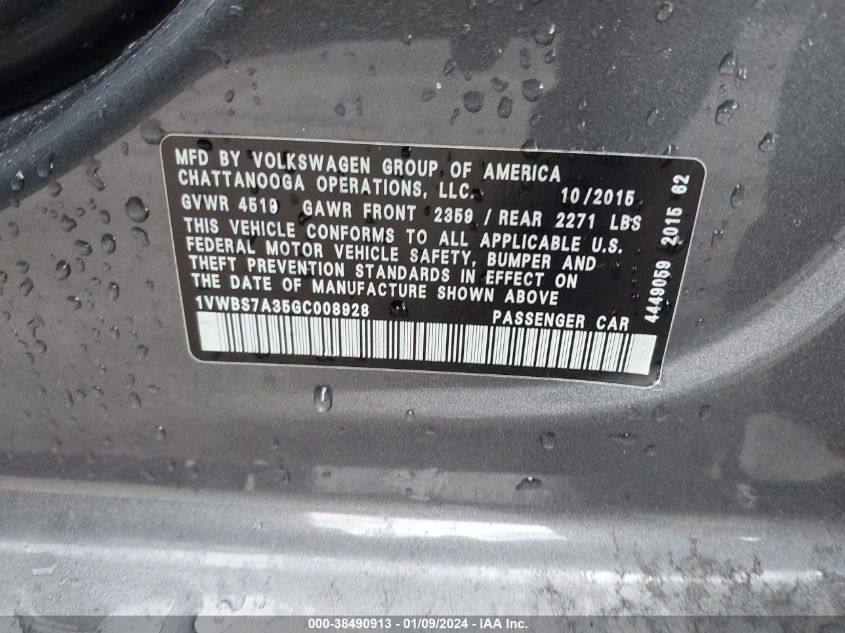 MFD BY VOLKSWAGEN GROUP OF AMERICA
CHATTANOOGA OPERATIONS, LLC. 10/2015
GVWR 4519 GAWR FRONT 2359 / REAR 2271 LBS
THIS VEHICLE CONFORMS TO ALL APPLICABLE U.S.
FEDERAL MOTOR VEHICLE SAFETY, BUMPER AND
THEFT PREVENTION STANDARDS IN EFFECT ON
THE DATE OF MANUFACTURE SHOWN ABOVE
1VWBS7A35GC008928 PASSENGER CAR
4449059 2015 62
000-38490913 - 01/09/2024 - IAA Inc.